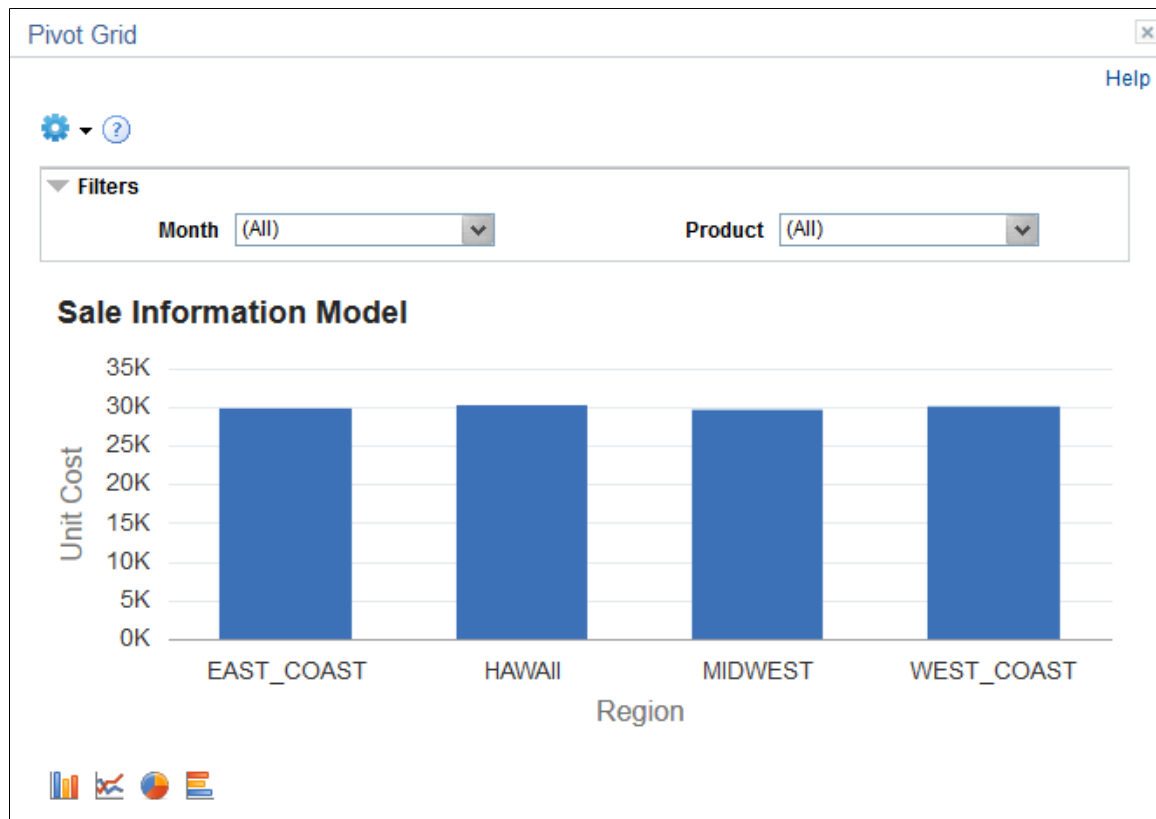 Pivot Grid
Help
?
Filters
Month (All) Product (All)
Sale Information Model
35K
30K
25K
20K
15K
10K
5K
0K
Unit Cost
EAST_COAST HAWAII MIDWEST WEST_COAST
Region